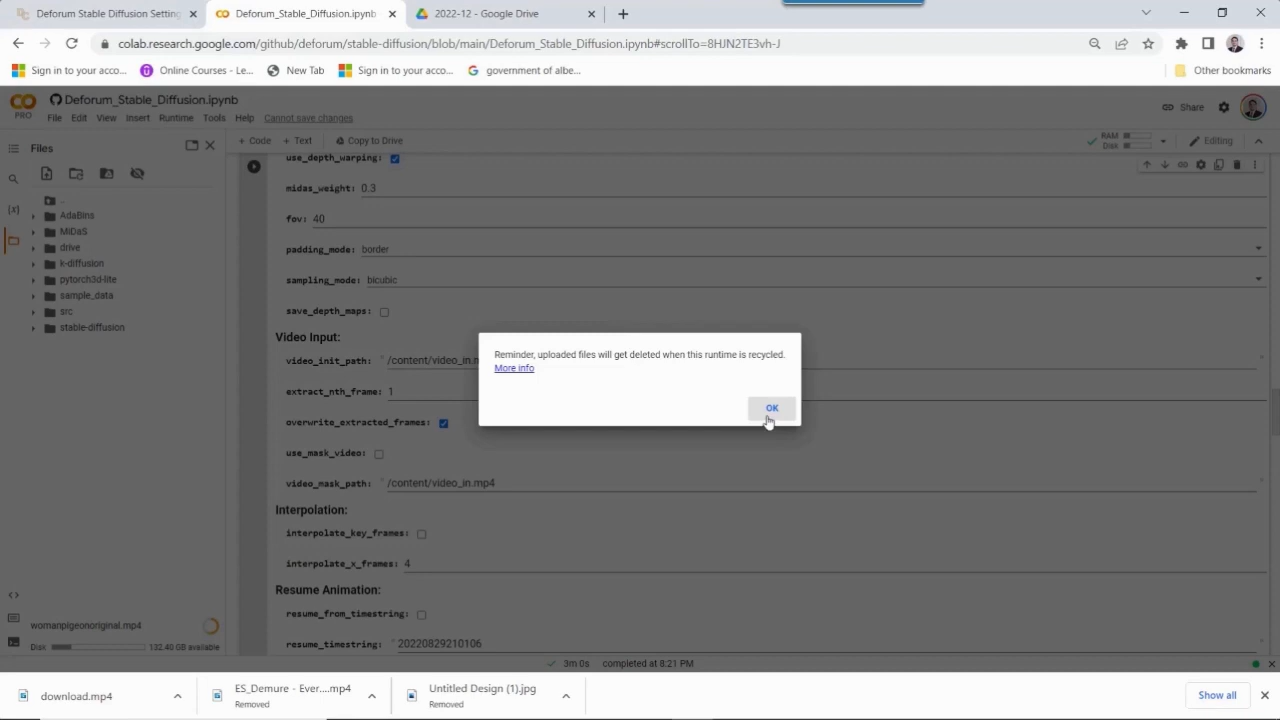 Deforum Stable Diffusion Setting
Deforum_Stable_Diffusion.ipynb
2022-12 - Google Drive
colab.research.google.com/github/deforum/stable-diffusion/blob/main/Deforum_Stable_Diffusion.ipynb#scrollTo=8HJN2TE3vh-J
Sign in to your acco...
Online Courses - Le...
New Tab
Sign in to your acco...
government of albe...
Other bookmarks
PRO
Deforum_Stable_Diffusion.ipynb
File Edit View Insert Runtime Tools Help Cannot save changes
Share
Files
+ Code + Text Copy to Drive
RAM
Disk
Editing
{x}
..
AdaBins
MiDaS
drive
k-diffusion
pytorch3d-lite
sample_data
src
stable-diffusion
womanpigeonoriginal.mp4
Disk 132.40 GB available
use_depth_warping:
midas_weight: 0.3
fov: 40
padding_mode: border
sampling_mode: bicubic
save_depth_maps:
Video Input:
video_init_path: "/content/video_in.m
extract_nth_frame: 1
overwrite_extracted_frames:
use_mask_video:
video_mask_path: "/content/video_in.mp4
Interpolation:
interpolate_key_frames:
interpolate_x_frames: 4
Resume Animation:
resume_from_timestring:
resume_timestring: "20220829210106
Reminder, uploaded files will get deleted when this runtime is recycled.
More info
OK
3m 0s completed at 8:21 PM
download.mp4
ES_Demure - Ever....mp4
Removed
Untitled Design (1).jpg
Removed
Show all